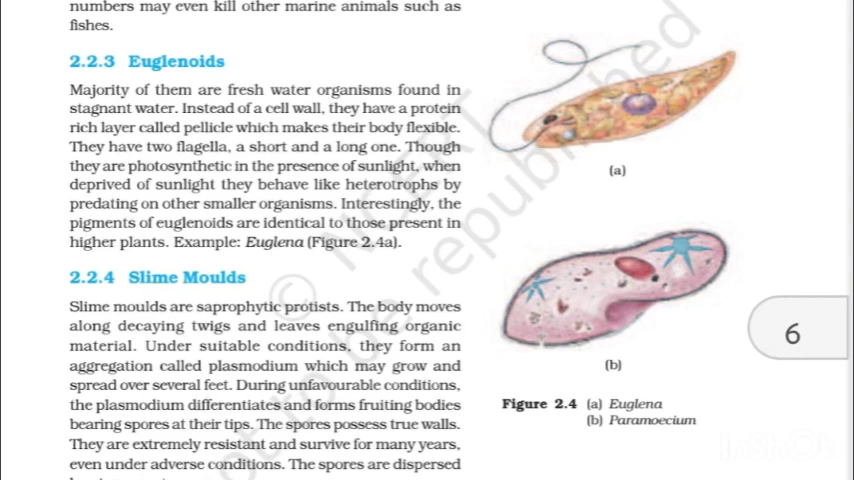 numbers may even kill other marine animals such as
fishes.
2.2.3 Euglenoids
Majority of them are fresh water organisms found in
stagnant water. Instead of a cell wall, they have a protein
rich layer called pellicle which makes their body flexible.
They have two flagella, a short and a long one. Though
they are photosynthetic in the presence of sunlight, when
deprived of sunlight they behave like heterotrophs by
predating on other smaller organisms. Interestingly, the
pigments of euglenoids are identical to those present in
higher plants. Example: Euglena (Figure 2.4a).
2.2.4 Slime Moulds
Slime moulds are saprophytic protists. The body moves
along decaying twigs and leaves engulfing organic
material. Under suitable conditions, they form an
aggregation called plasmodium which may grow and
spread over several feet. During unfavourable conditions,
the plasmodium differentiates and forms fruiting bodies
bearing spores at their tips. The spores possess true walls.
They are extremely resistant and survive for many years,
even under adverse conditions. The spores are dispersed
(a)
(b)
Figure 2.4 (a) Euglena
(b) Paramoecium
6
© NCERT
not to be republished
InShOt